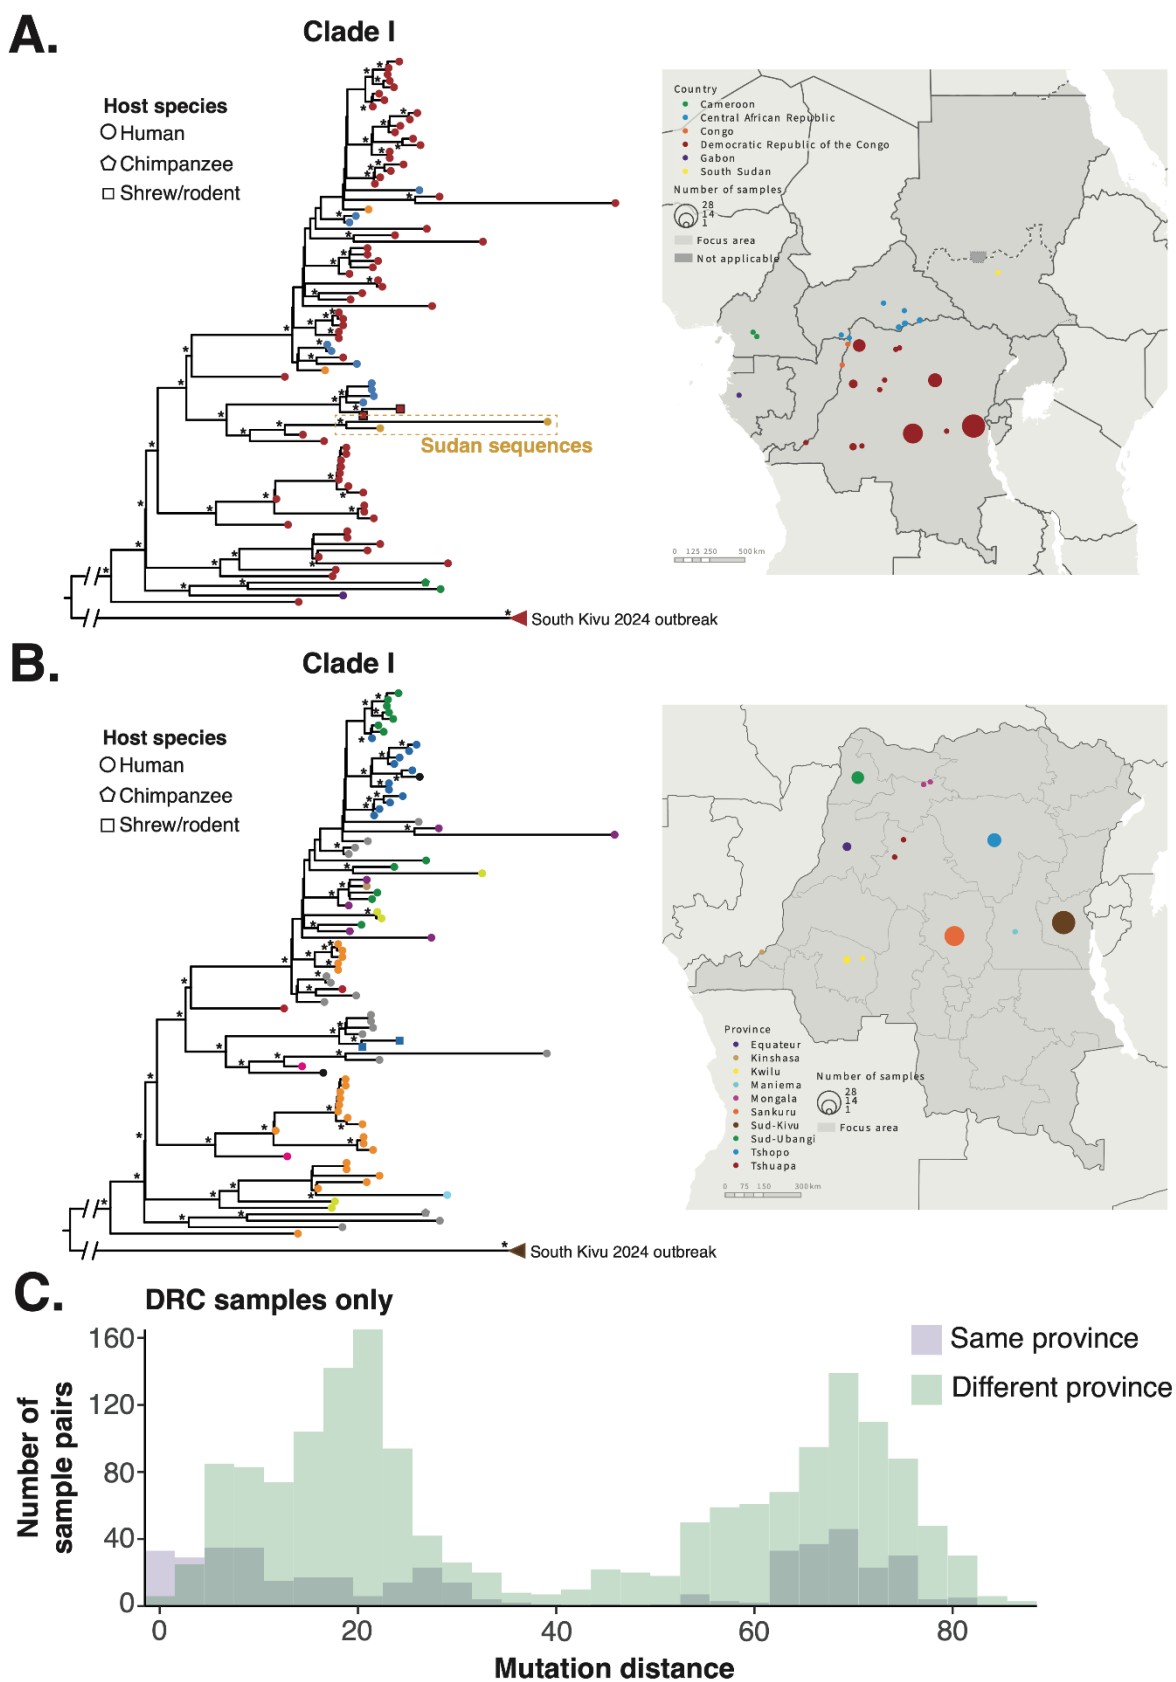 A.
Clade I
Host species
Human
Chimpanzee
Shrew/rodent
*
Sudan sequences
South Kivu 2024 outbreak
Country
Cameroon
Central African Republic
Congo
Democratic Republic of the Congo
Gabon
South Sudan
Number of samples
28
14
1
Focus area
Not applicable
0 125 250 500 km
B.
Clade I
Host species
Human
Chimpanzee
Shrew/rodent
South Kivu 2024 outbreak
Province
Equateur
Kinshasa
Kwilu
Maniema
Mongala
Sankuru
Sud-Kivu
Sud-Ubangi
Tshopo
Tshuapa
Number of samples
28
14
1
Focus area
0 75 150 300 km
C.
DRC samples only
Same province
Different province
Number of
sample pairs
160
120
80
40
0
0 20 40 60 80
Mutation distance